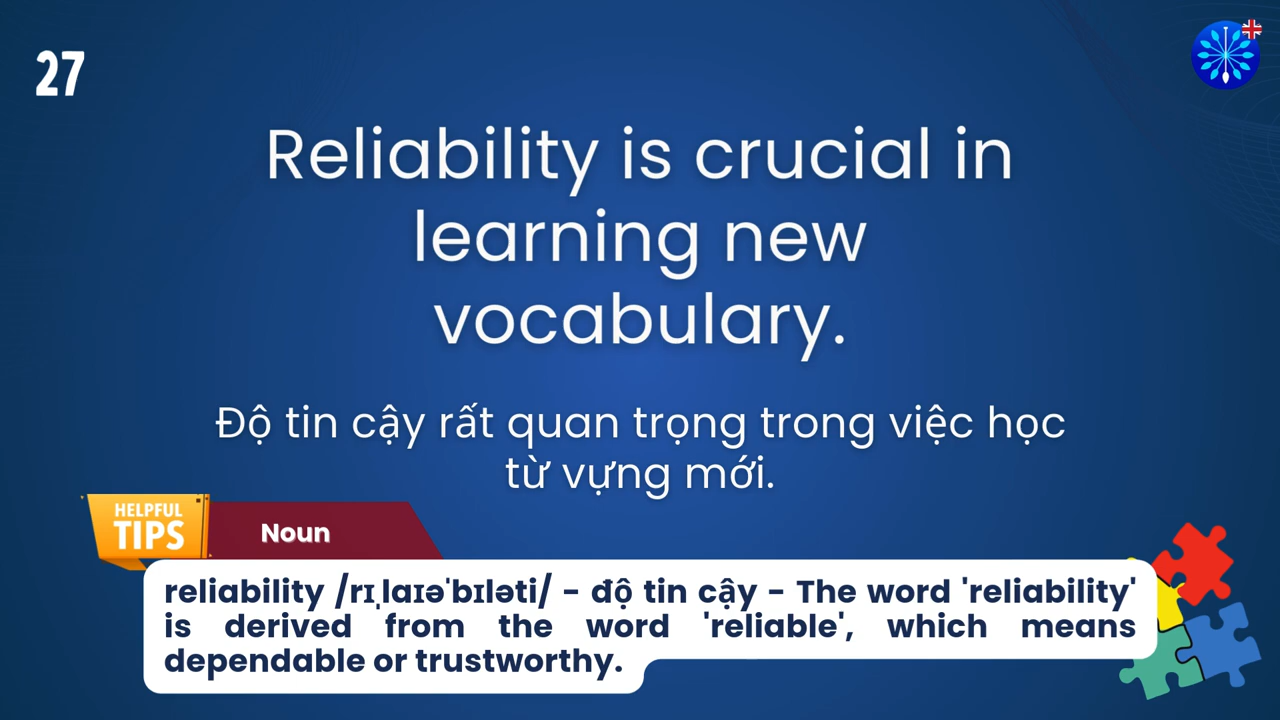 27
Reliability is crucial in
learning new
vocabulary.
Độ tin cậy rất quan trọng trong việc học
từ vựng mới.
HELPFUL
TIPS
Noun
reliability /rɪˌlaɪəˈbɪləti/ - độ tin cậy - The word 'reliability'
is derived from the word 'reliable', which means
dependable or trustworthy.